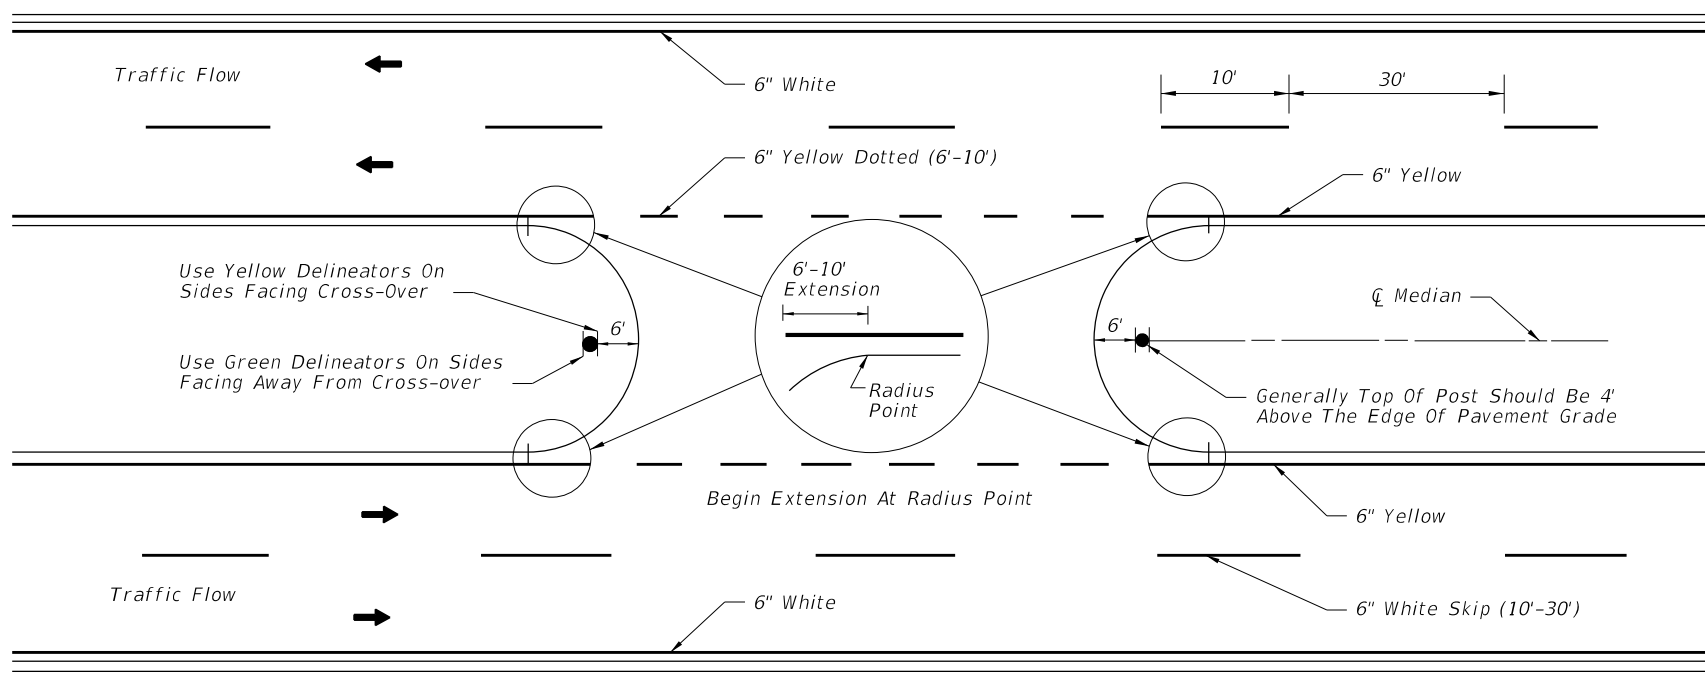 Traffic Flow
6" White
10'
30'
6" Yellow Dotted (6'-10')
6" Yellow
Use Yellow Delineators On
Sides Facing Cross-Over
6'
Use Green Delineators On Sides
Facing Away From Cross-over
6'-10'
Extension
Radius
Point
6'
℄ Median
Generally Top Of Post Should Be 4'
Above The Edge Of Pavement Grade
Begin Extension At Radius Point
6" Yellow
Traffic Flow
6" White
6" White Skip (10'-30')